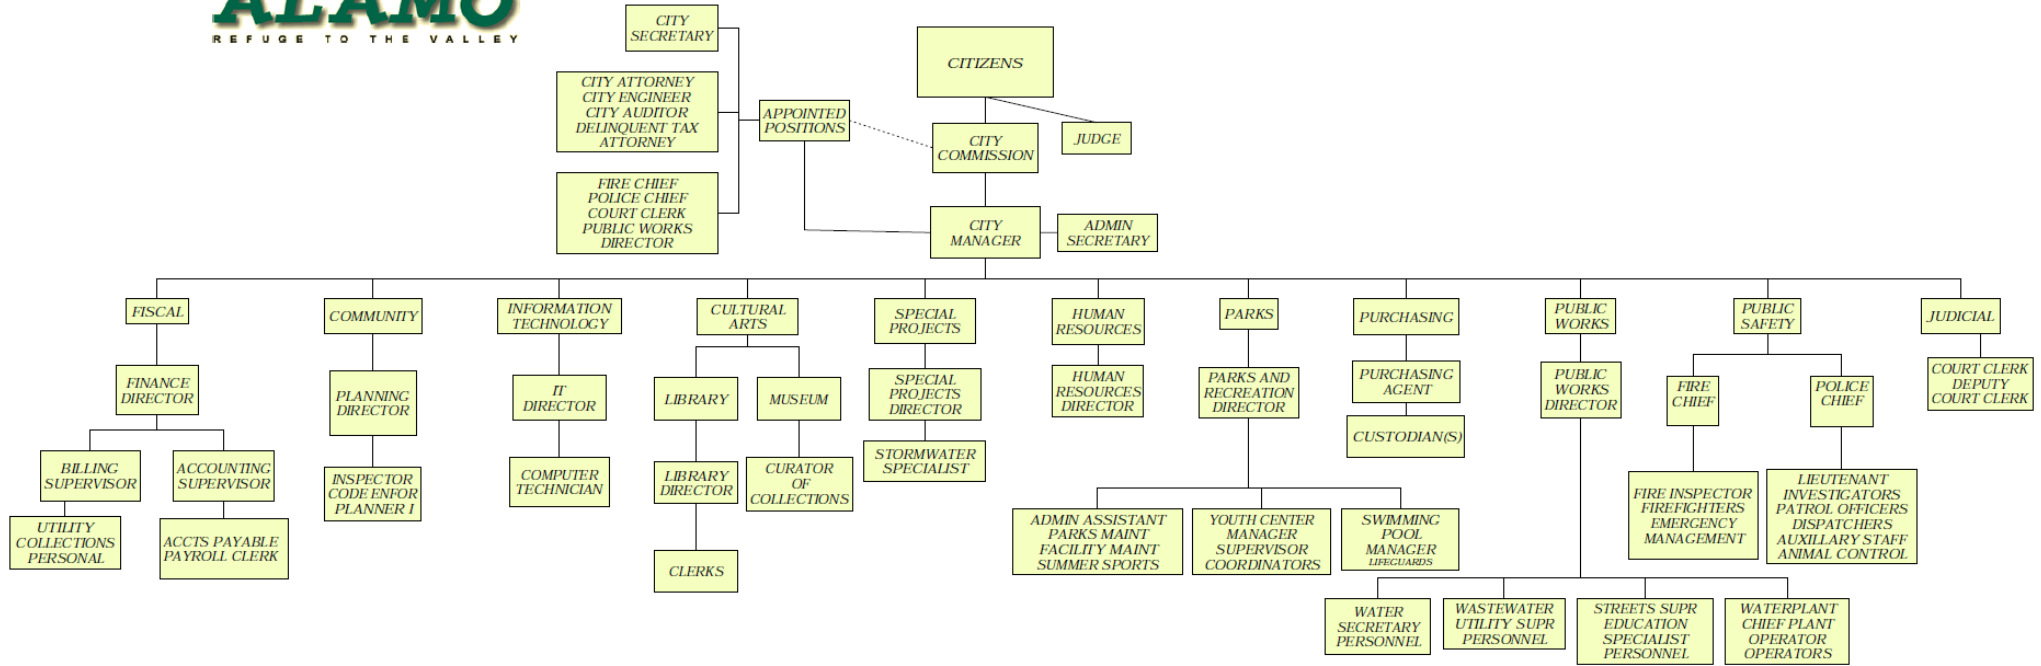 ALAMO
REFUGE TO THE VALLEY
CITY
SECRETARY
CITY ATTORNEY
CITY ENGINEER
CITY AUDITOR
DELINQUENT TAX
ATTORNEY
FIRE CHIEF
POLICE CHIEF
COURT CLERK
PUBLIC WORKS
DIRECTOR
APPOINTED
POSITIONS
CITIZENS
JUDGE
CITY
COMMISSION
CITY
MANAGER
ADMIN
SECRETARY
FISCAL
FINANCE
DIRECTOR
BILLING
SUPERVISOR
UTILITY
COLLECTIONS
PERSONAL
ACCOUNTING
SUPERVISOR
ACCTS PAYABLE
PAYROLL CLERK
COMMUNITY
PLANNING
DIRECTOR
INSPECTOR
CODE ENFOR
PLANNER I
INFORMATION
TECHNOLOGY
IT
DIRECTOR
COMPUTER
TECHNICIAN
CULTURAL
ARTS
LIBRARY
LIBRARY
DIRECTOR
CLERKS
MUSEUM
CURATOR
OF
COLLECTIONS
SPECIAL
PROJECTS
SPECIAL
PROJECTS
DIRECTOR
STORMWATER
SPECIALIST
HUMAN
RESOURCES
HUMAN
RESOURCES
DIRECTOR
PARKS
PARKS AND
RECREATION
DIRECTOR
ADMIN ASSISTANT
PARKS MAINT
FACILITY MAINT
SUMMER SPORTS
YOUTH CENTER
MANAGER
SUPERVISOR
COORDINATORS
SWIMMING
POOL
MANAGER
LIFEGUARDS
PURCHASING
PURCHASING
AGENT
CUSTODIAN(S)
PUBLIC
WORKS
PUBLIC
WORKS
DIRECTOR
WATER
SECRETARY
PERSONNEL
WASTEWATER
UTILITY SUPR
PERSONNEL
STREETS SUPR
EDUCATION
SPECIALIST
PERSONNEL
WATERPLANT
CHIEF PLANT
OPERATOR
OPERATORS
PUBLIC
SAFETY
FIRE
CHIEF
FIRE INSPECTOR
FIREFIGHTERS
EMERGENCY
MANAGEMENT
POLICE
CHIEF
LIEUTENANT
INVESTIGATORS
PATROL OFFICERS
DISPATCHERS
AUXILLARY STAFF
ANIMAL CONTROL
JUDICIAL
COURT CLERK
DEPUTY
COURT CLERK